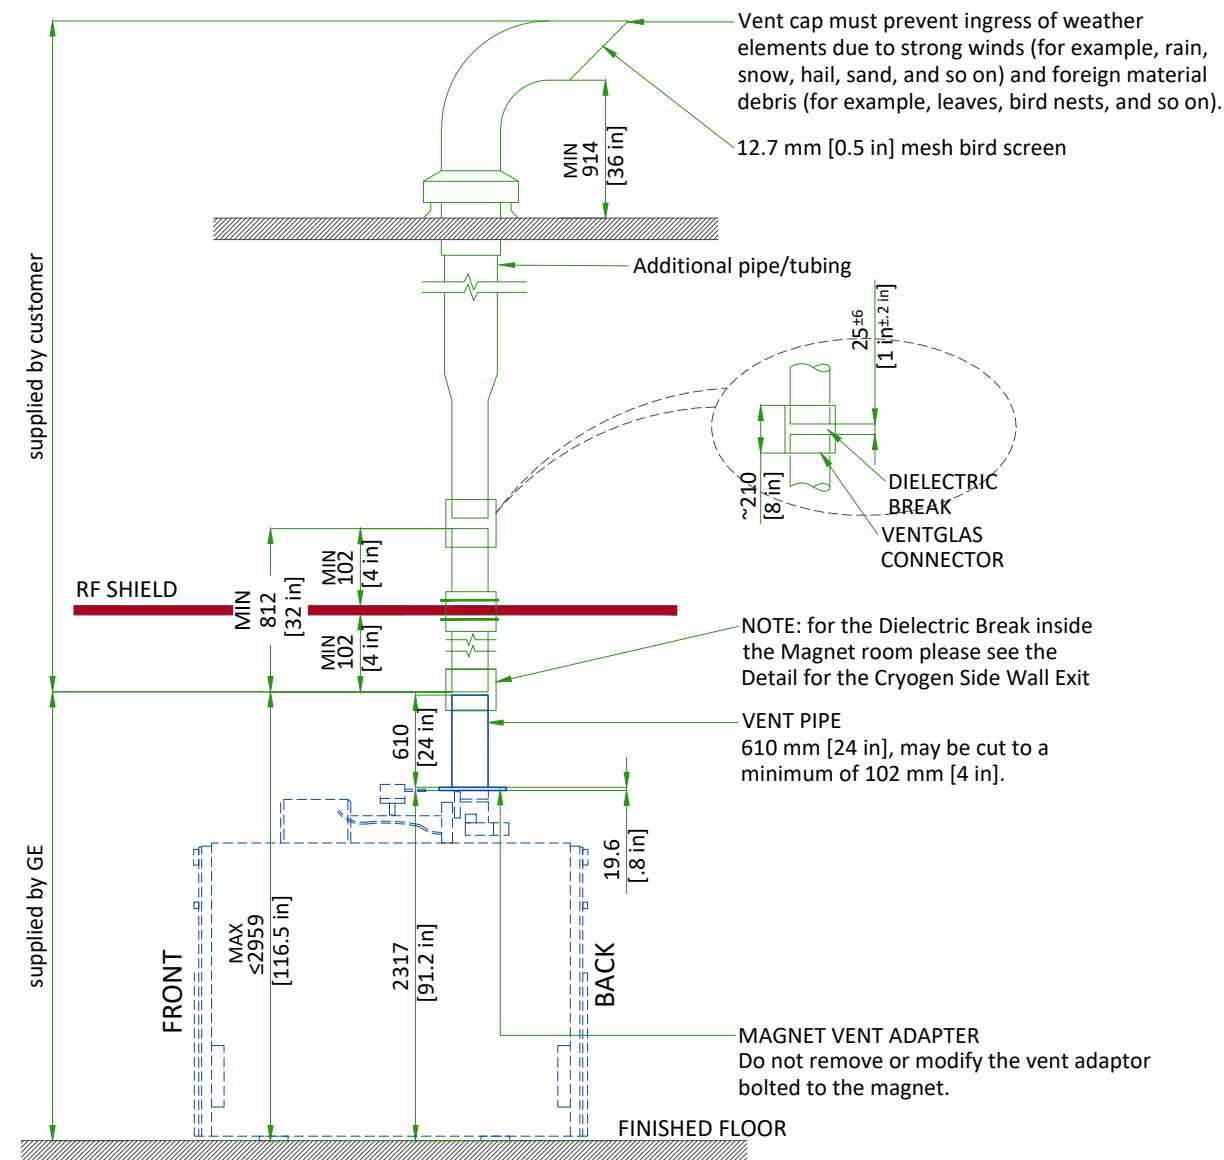 Vent cap must prevent ingress of weather
elements due to strong winds (for example, rain,
snow, hail, sand, and so on) and foreign material
debris (for example, leaves, bird nests, and so on).
12.7 mm [0.5 in] mesh bird screen
MIN
914
[36 in]
Additional pipe/tubing
supplied by customer
25±6
[1 in±.2 in]
~210
[8 in]
DIELECTRIC
BREAK
VENTGLAS
CONNECTOR
RF SHIELD
MIN
812
[32 in]
MIN
102
[4 in]
MIN
102
[4 in]
NOTE: for the Dielectric Break inside
the Magnet room please see the
Detail for the Cryogen Side Wall Exit
610
[24 in]
VENT PIPE
610 mm [24 in], may be cut to a
minimum of 102 mm [4 in].
19.6
[.8 in]
supplied by GE
FRONT
MAX
≤2959
[116.5 in]
2317
[91.2 in]
BACK
MAGNET VENT ADAPTER
Do not remove or modify the vent adaptor
bolted to the magnet.
FINISHED FLOOR